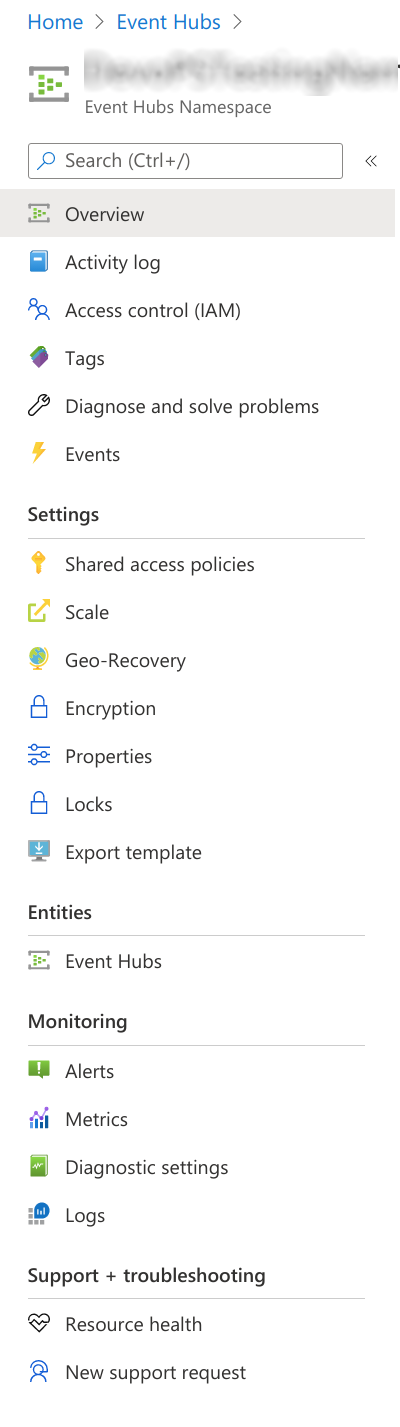 Home > Event Hubs >
Event Hubs Namespace
Search (Ctrl+/)
«
Overview
Activity log
Access control (IAM)
Tags
Diagnose and solve problems
Events
Settings
Shared access policies
Scale
Geo-Recovery
Encryption
Properties
Locks
Export template
Entities
Event Hubs
Monitoring
Alerts
Metrics
Diagnostic settings
Logs
Support + troubleshooting
Resource health
New support request